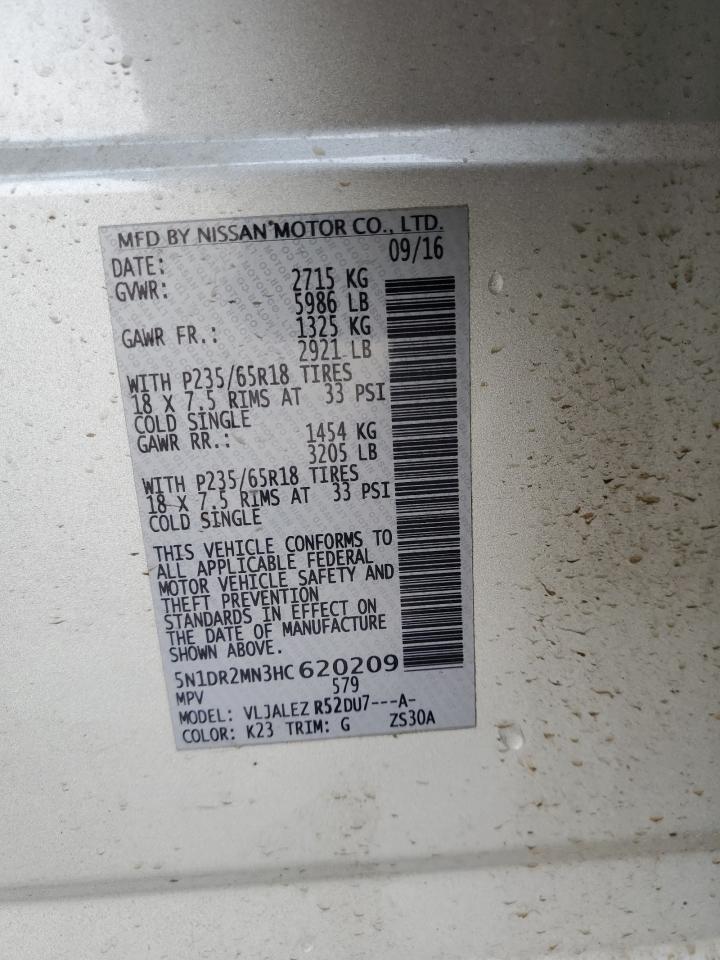 MFD BY NISSAN MOTOR CO., LTD.
DATE: 09/16
GVWR: 2715 KG
5986 LB
GAWR FR.: 1325 KG
2921 LB
WITH P235/65R18 TIRES
18 X 7.5 RIMS AT 33 PSI
COLD SINGLE
GAWR RR.: 1454 KG
3205 LB
WITH P235/65R18 TIRES
18 X 7.5 RIMS AT 33 PSI
COLD SINGLE
THIS VEHICLE CONFORMS TO
ALL APPLICABLE FEDERAL
MOTOR VEHICLE SAFETY AND
THEFT PREVENTION
STANDARDS IN EFFECT ON
THE DATE OF MANUFACTURE
SHOWN ABOVE.
5N1DR2MN3HC620209
MPV 579
MODEL: VLJALEZ R52DU7---A-
COLOR: K23 TRIM: G ZS30A